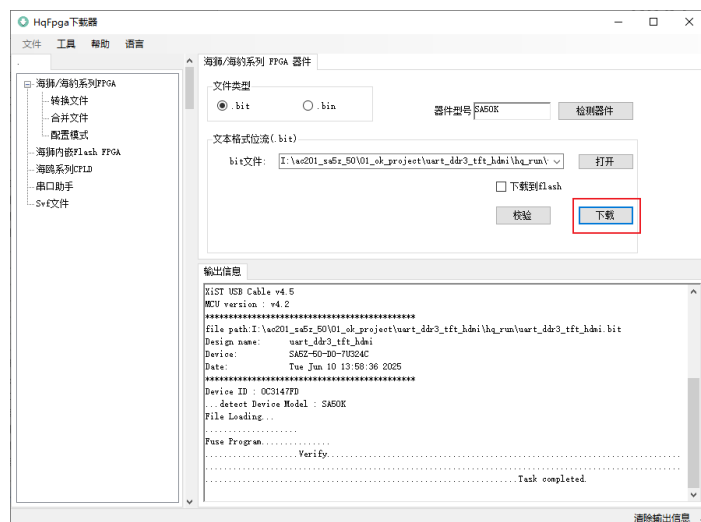 HqFpga下载器
文件 工具 帮助 语言
海狮/海豹系列FPGA
转换文件
合并文件
配置模式
海狮内嵌Flash FPGA
海鸥系列CPLD
串口助手
Svf文件
海狮/海豹系列 FPGA 器件
文件类型
.bit .bin
器件型号 SA50K 检测器件
文本格式位流(.bit)
bit文件: I:\ac201_sa5z_50\01_ok_project\uart_ddr3_tft_hdmi\hq_run\ 打开
下载到flash
校验 下载
输出信息
XiST USB Cable v4.5
MCU version : v4.2
*********************************************
file path:I:\ac201_sa5z_50\01_ok_project\uart_ddr3_tft_hdmi\hq_run\uart_ddr3_tft_hdmi.bit
Design name: uart_ddr3_tft_hdmi
Device: SA5Z-50-D0-7U324C
Date: Tue Jun 10 13:58:36 2025
*********************************************
Device ID : 0C3147FD
...detect Device Model : SA50K
File Loading...
....................
Fuse Program...............
....................Verify...........................................................................
.....................................................................................................
...................................................................Task completed.
清除输出信息